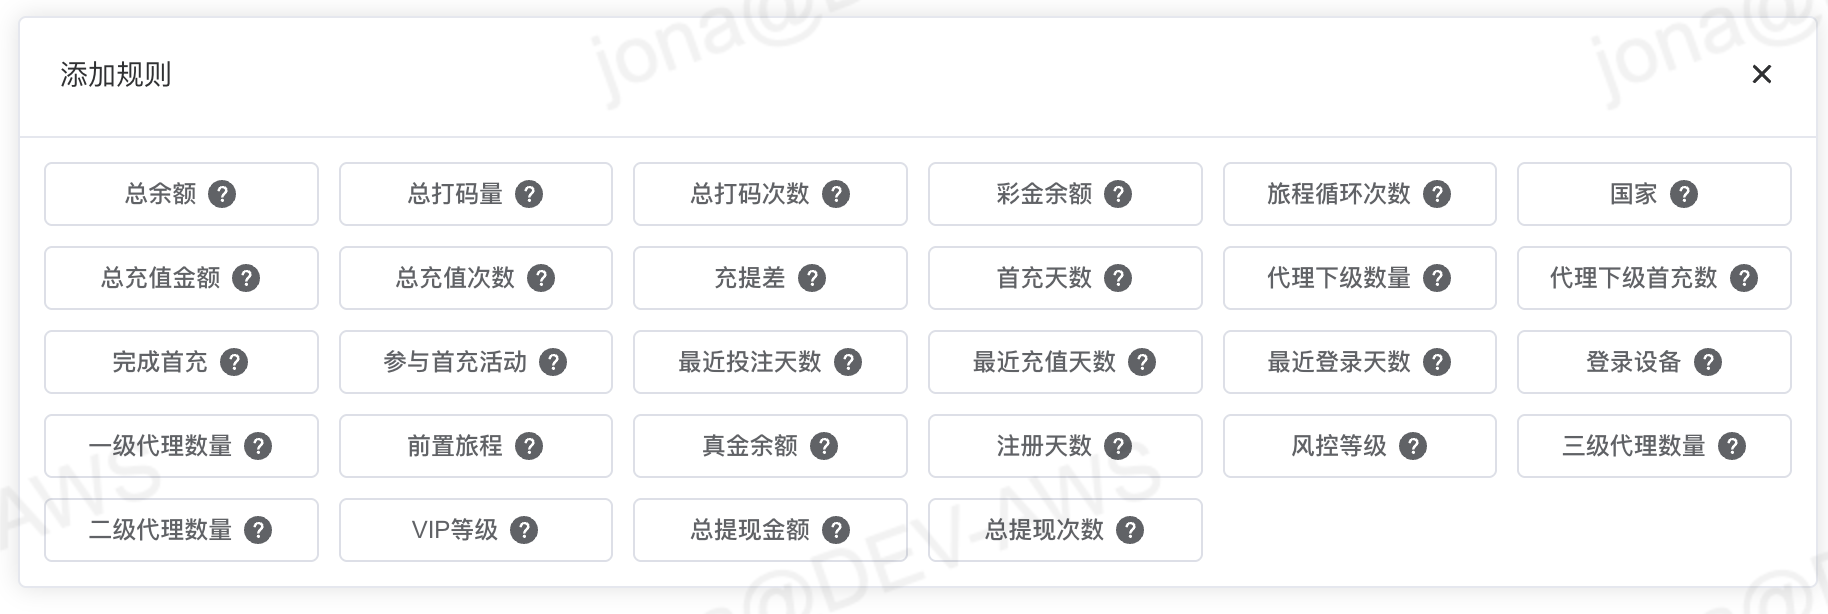 添加规则
总余额 总打码量 总打码次数 彩金余额 旅程循环次数 国家
总充值金额 总充值次数 充提差 首充天数 代理下级数量 代理下级首充数
完成首充 参与首充活动 最近投注天数 最近充值天数 最近登录天数 登录设备
一级代理数量 前置旅程 真金余额 注册天数 风控等级 三级代理数量
二级代理数量 VIP等级 总提现金额 总提现次数
jona@D
jona@
-AWS
a@DEV-AWS